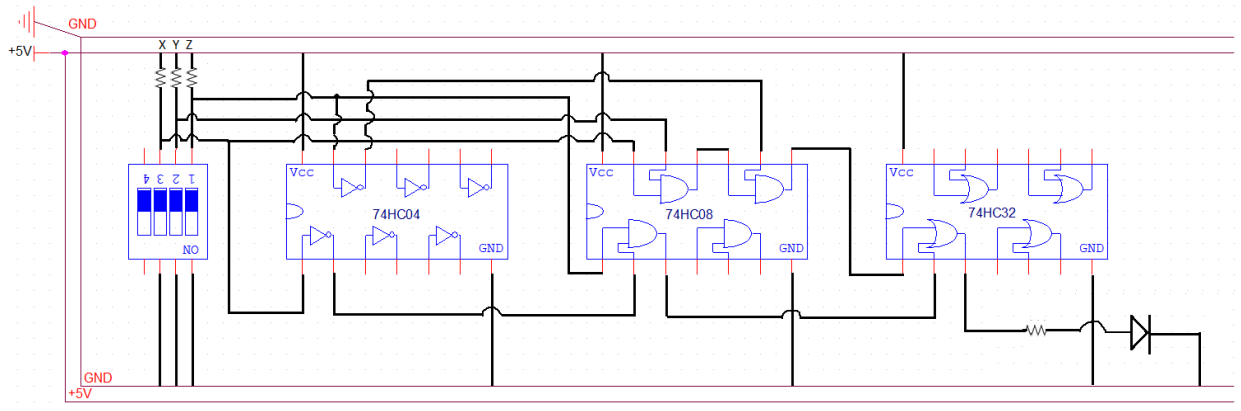 GND
+5V
X Y Z
4 3 2 1
ON
Vcc
74HC04
GND
Vcc
74HC08
GND
Vcc
74HC32
GND
GND
+5V